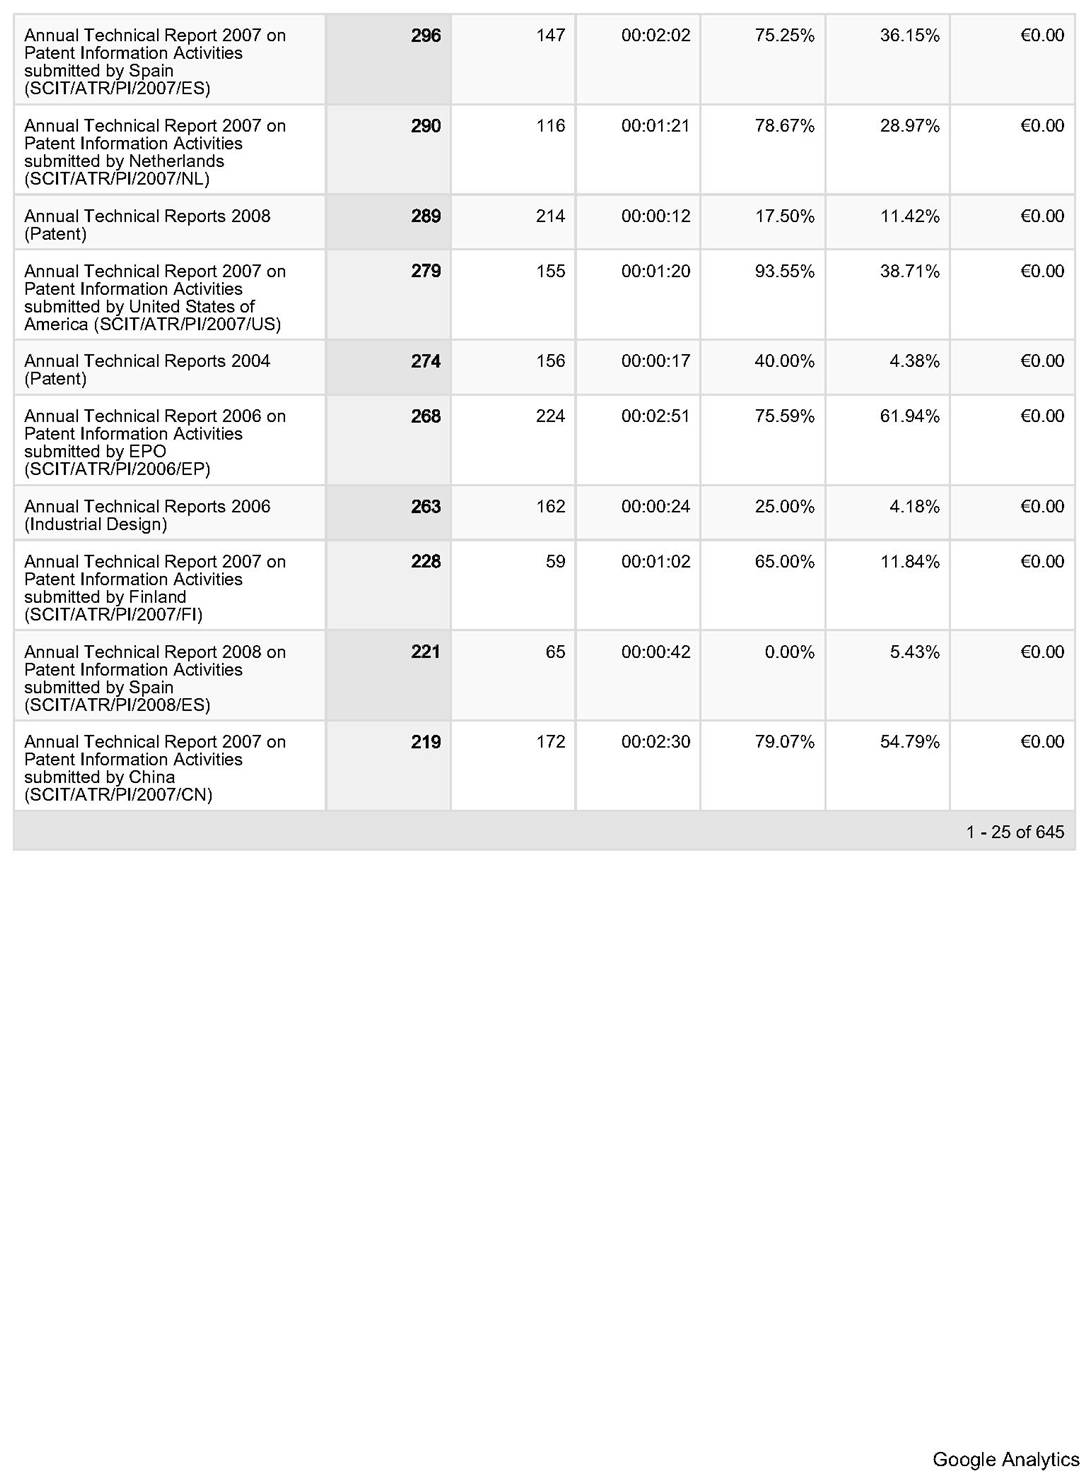 Annual Technical Report 2007 on 296 147 00:02:02 75.25% 36.15% €0.00
Patent Information Activities
submitted by Spain
(SCIT/ATR/PI/2007/ES)
Annual Technical Report 2007 on 290 116 00:01:21 78.67% 28.97% €0.00
Patent Information Activities
submitted by Netherlands
(SCIT/ATR/PI/2007/NL)
Annual Technical Reports 2008 289 214 00:00:12 17.50% 11.42% €0.00
(Patent)
Annual Technical Report 2007 on 279 155 00:01:20 93.55% 38.71% €0.00
Patent Information Activities
submitted by United States of
America (SCIT/ATR/PI/2007/US)
Annual Technical Reports 2004 274 156 00:00:17 40.00% 4.38% €0.00
(Patent)
Annual Technical Report 2006 on 268 224 00:02:51 75.59% 61.94% €0.00
Patent Information Activities
submitted by EPO
(SCIT/ATR/PI/2006/EP)
Annual Technical Reports 2006 263 162 00:00:24 25.00% 4.18% €0.00
(Industrial Design)
Annual Technical Report 2007 on 228 59 00:01:02 65.00% 11.84% €0.00
Patent Information Activities
submitted by Finland
(SCIT/ATR/PI/2007/FI)
Annual Technical Report 2008 on 221 65 00:00:42 0.00% 5.43% €0.00
Patent Information Activities
submitted by Spain
(SCIT/ATR/PI/2008/ES)
Annual Technical Report 2007 on 219 172 00:02:30 79.07% 54.79% €0.00
Patent Information Activities
submitted by China
(SCIT/ATR/PI/2007/CN)
1 - 25 of 645
Google Analytics